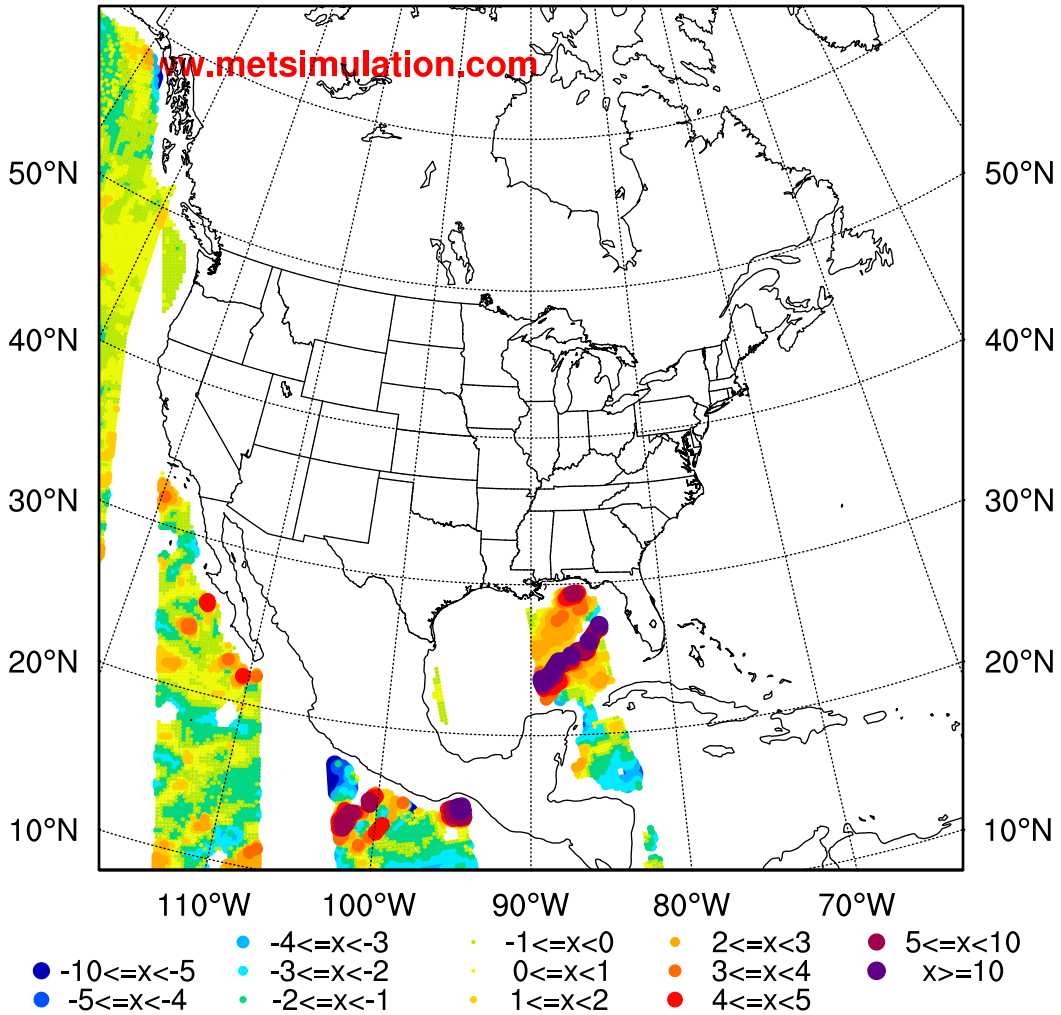 ww.metsimulation.com
50°N 50°N
40°N 40°N
30°N 30°N
20°N 20°N
10°N 10°N
110°W 100°W 90°W 80°W 70°W
-4<=x<-3 -1<=x<0 2<=x<3 5<=x<10
-10<=x<-5 -3<=x<-2 0<=x<1 3<=x<4 x>=10
-5<=x<-4 -2<=x<-1 1<=x<2 4<=x<5